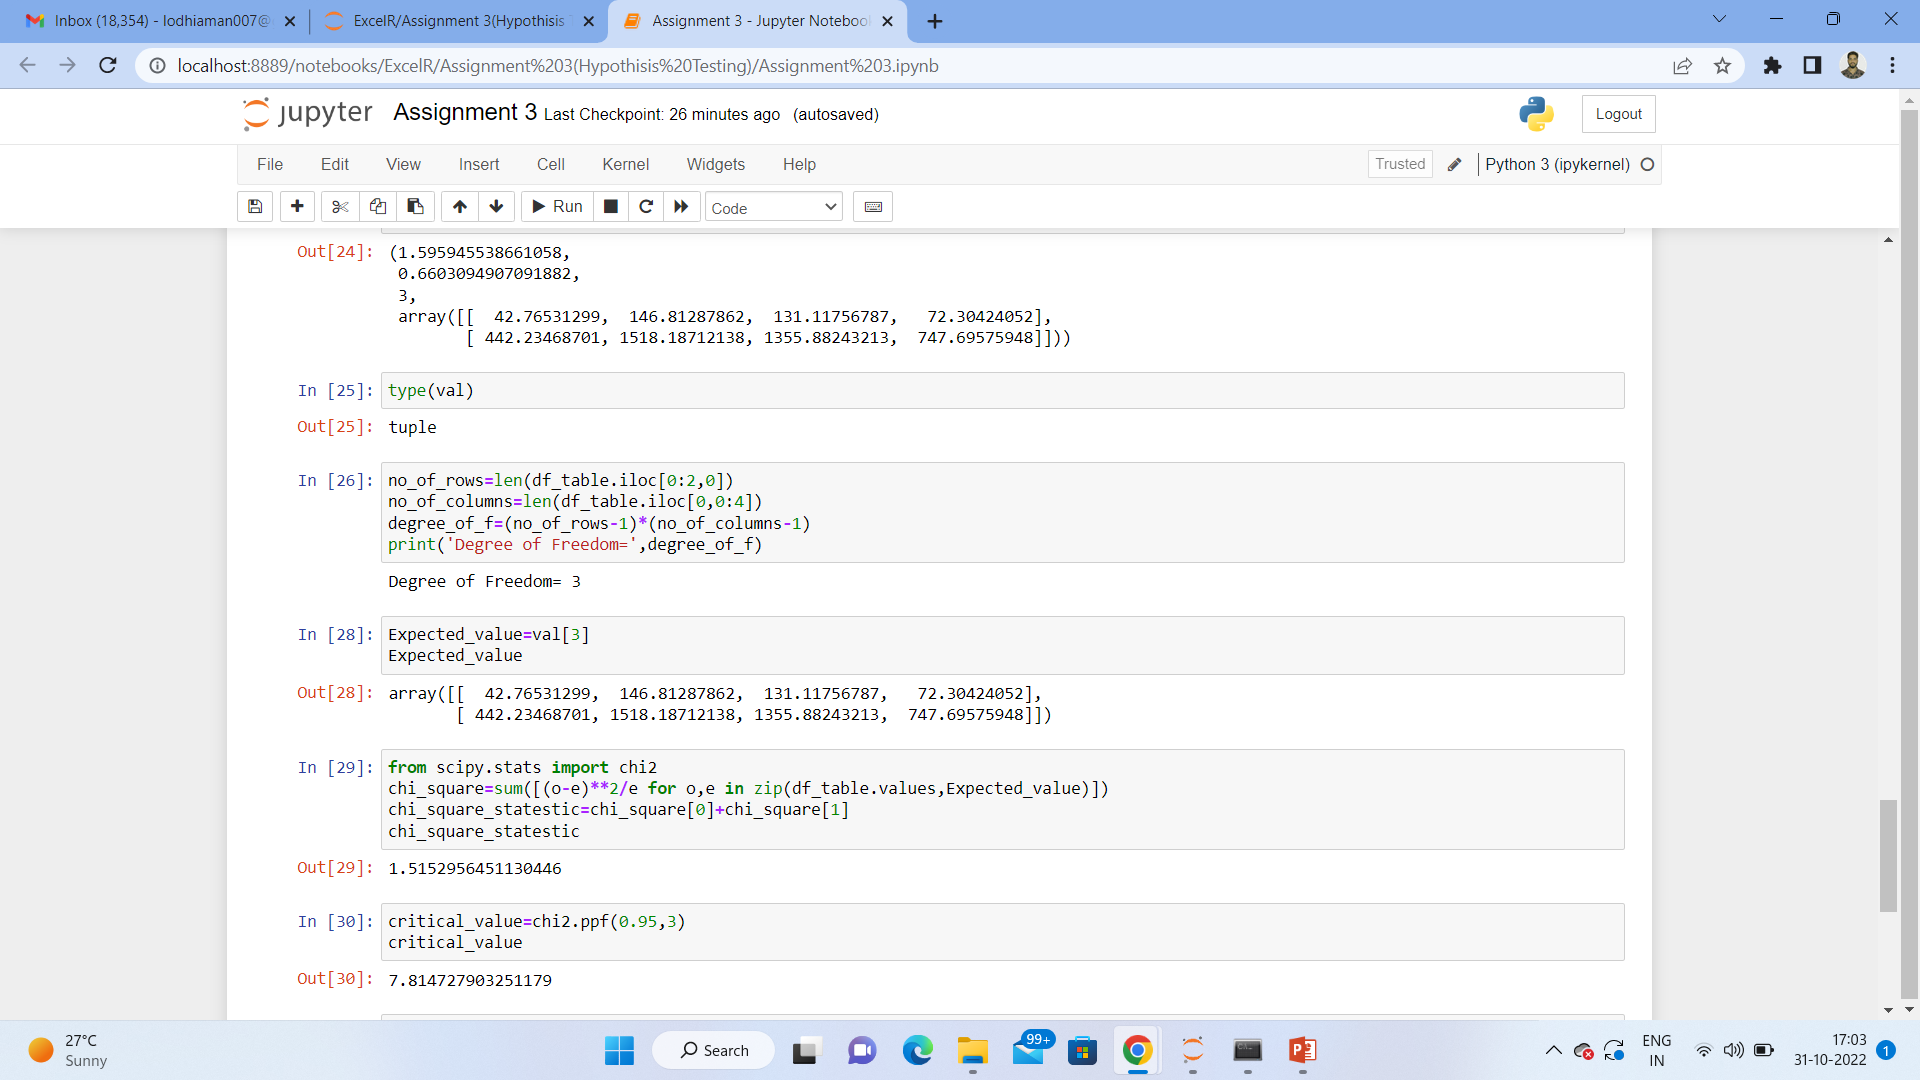 Inbox (18,354) - lodhiaman007@
ExcelR/Assignment 3(Hypothisis
Assignment 3 - Jupyter Notebook
localhost:8889/notebooks/ExcelR/Assignment%203(Hypothisis%20Testing)/Assignment%203.ipynb
jupyter Assignment 3 Last Checkpoint: 26 minutes ago (autosaved)
Logout
File Edit View Insert Cell Kernel Widgets Help
Trusted
Python 3 (ipykernel)
Run
Code
Out[24]: (1.595945538661058,
0.6603094907091882,
3,
array([[  42.76531299,  146.81287862,  131.11756787,   72.30424052],
[ 442.23468701, 1518.18712138, 1355.88243213,  747.69575948]]))
In [25]: type(val)
Out[25]: tuple
In [26]: no_of_rows=len(df_table.iloc[0:2,0])
no_of_columns=len(df_table.iloc[0,0:4])
degree_of_f=(no_of_rows-1)*(no_of_columns-1)
print('Degree of Freedom=',degree_of_f)
Degree of Freedom= 3
In [28]: Expected_value=val[3]
Expected_value
Out[28]: array([[  42.76531299,  146.81287862,  131.11756787,   72.30424052],
[ 442.23468701, 1518.18712138, 1355.88243213,  747.69575948]])
In [29]: from scipy.stats import chi2
chi_square=sum([(o-e)**2/e for o,e in zip(df_table.values,Expected_value)])
chi_square_statestic=chi_square[0]+chi_square[1]
chi_square_statestic
Out[29]: 1.5152956451130446
In [30]: critical_value=chi2.ppf(0.95,3)
critical_value
Out[30]: 7.814727903251179
27°C
Sunny
Search
99+
ENG
IN
17:03
31-10-2022
1